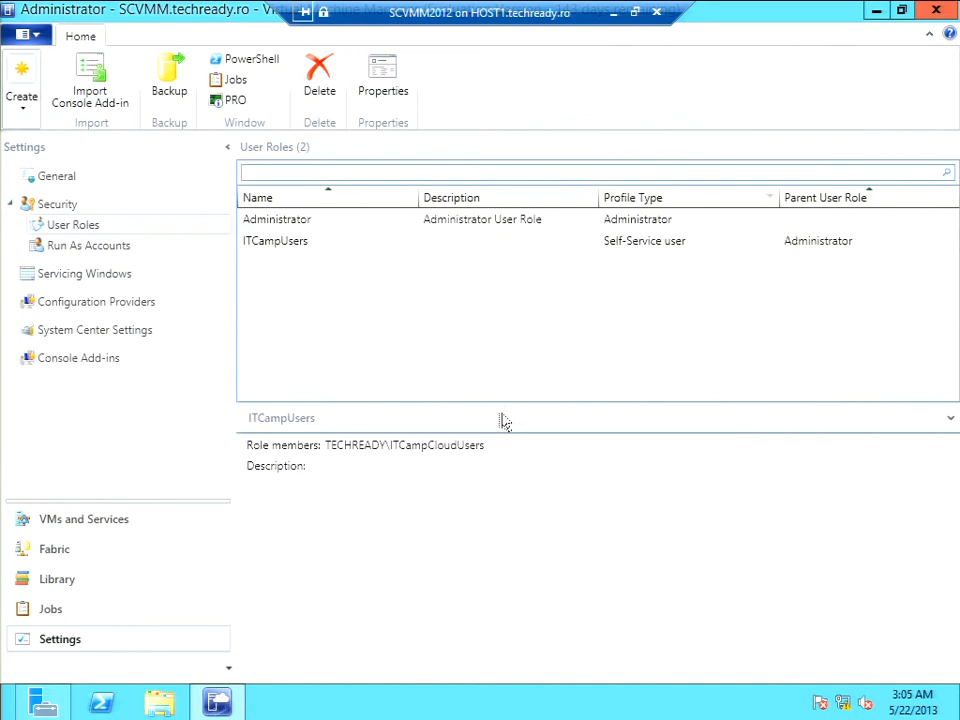 Administrator - SCVMM.techready.ro - Vi
SCVMM2012 on HOST1.techready.ro
Home
Create
Import
Console Add-in
Import
Backup
Backup
PowerShell
Jobs
PRO
Window
Delete
Delete
Properties
Properties
Settings
General
Security
User Roles
Run As Accounts
Servicing Windows
Configuration Providers
System Center Settings
Console Add-ins
VMs and Services
Fabric
Library
Jobs
Settings
User Roles (2)
Name Description Profile Type Parent User Role
Administrator Administrator User Role Administrator
ITCampUsers Self-Service user Administrator
ITCampUsers
Role members: TECHREADY\ITCampCloudUsers
Description:
3:05 AM
5/22/2013